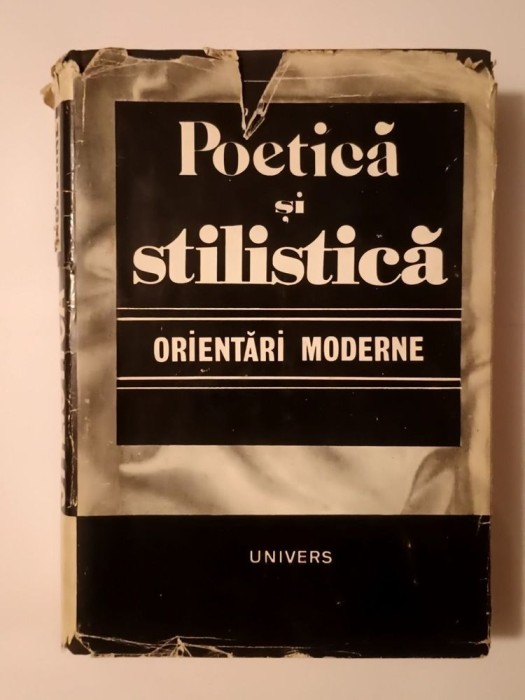 Poetică
și
stilistică
ORIENTĂRI MODERNE
UNIVERS